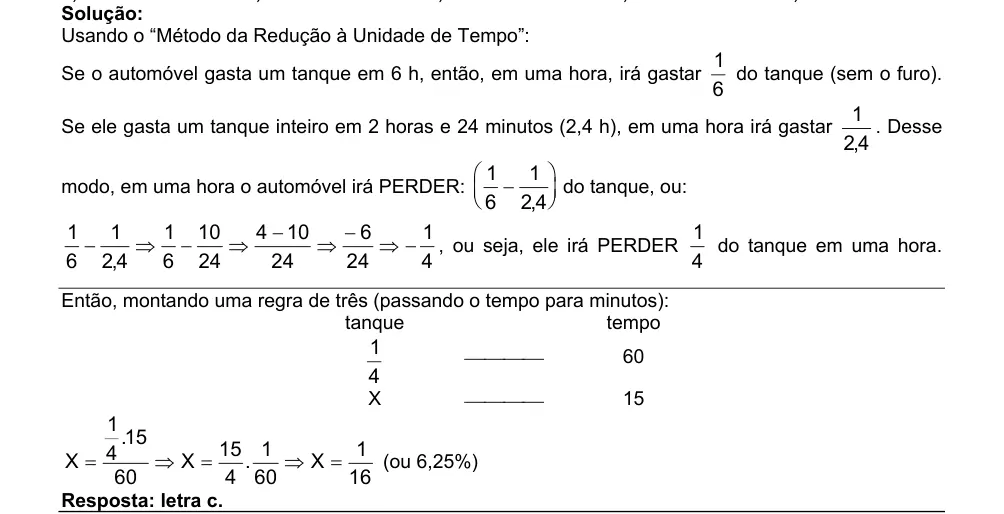 Solução:
Usando o “Método da Redução à Unidade de Tempo”:
Se o automóvel gasta um tanque em 6 h, então, em uma hora, irá gastar 1/6 do tanque (sem o furo).
Se ele gasta um tanque inteiro em 2 horas e 24 minutos (2,4 h), em uma hora irá gastar 1/2,4 . Desse
modo, em uma hora o automóvel irá PERDER: (1/6 − 1/2,4) do tanque, ou:
1/6 − 1/2,4 ⇒ 1/6 − 10/24 ⇒ (4 − 10)/24 ⇒ −6/24 ⇒ −1/4 , ou seja, ele irá PERDER 1/4 do tanque em uma hora.
Então, montando uma regra de três (passando o tempo para minutos):
tanque tempo
1/4 ———— 60
X ———— 15
X = (1/4 .15)/60 ⇒ X = 15/4 . 1/60 ⇒ X = 1/16 (ou 6,25%)
Resposta: letra c.